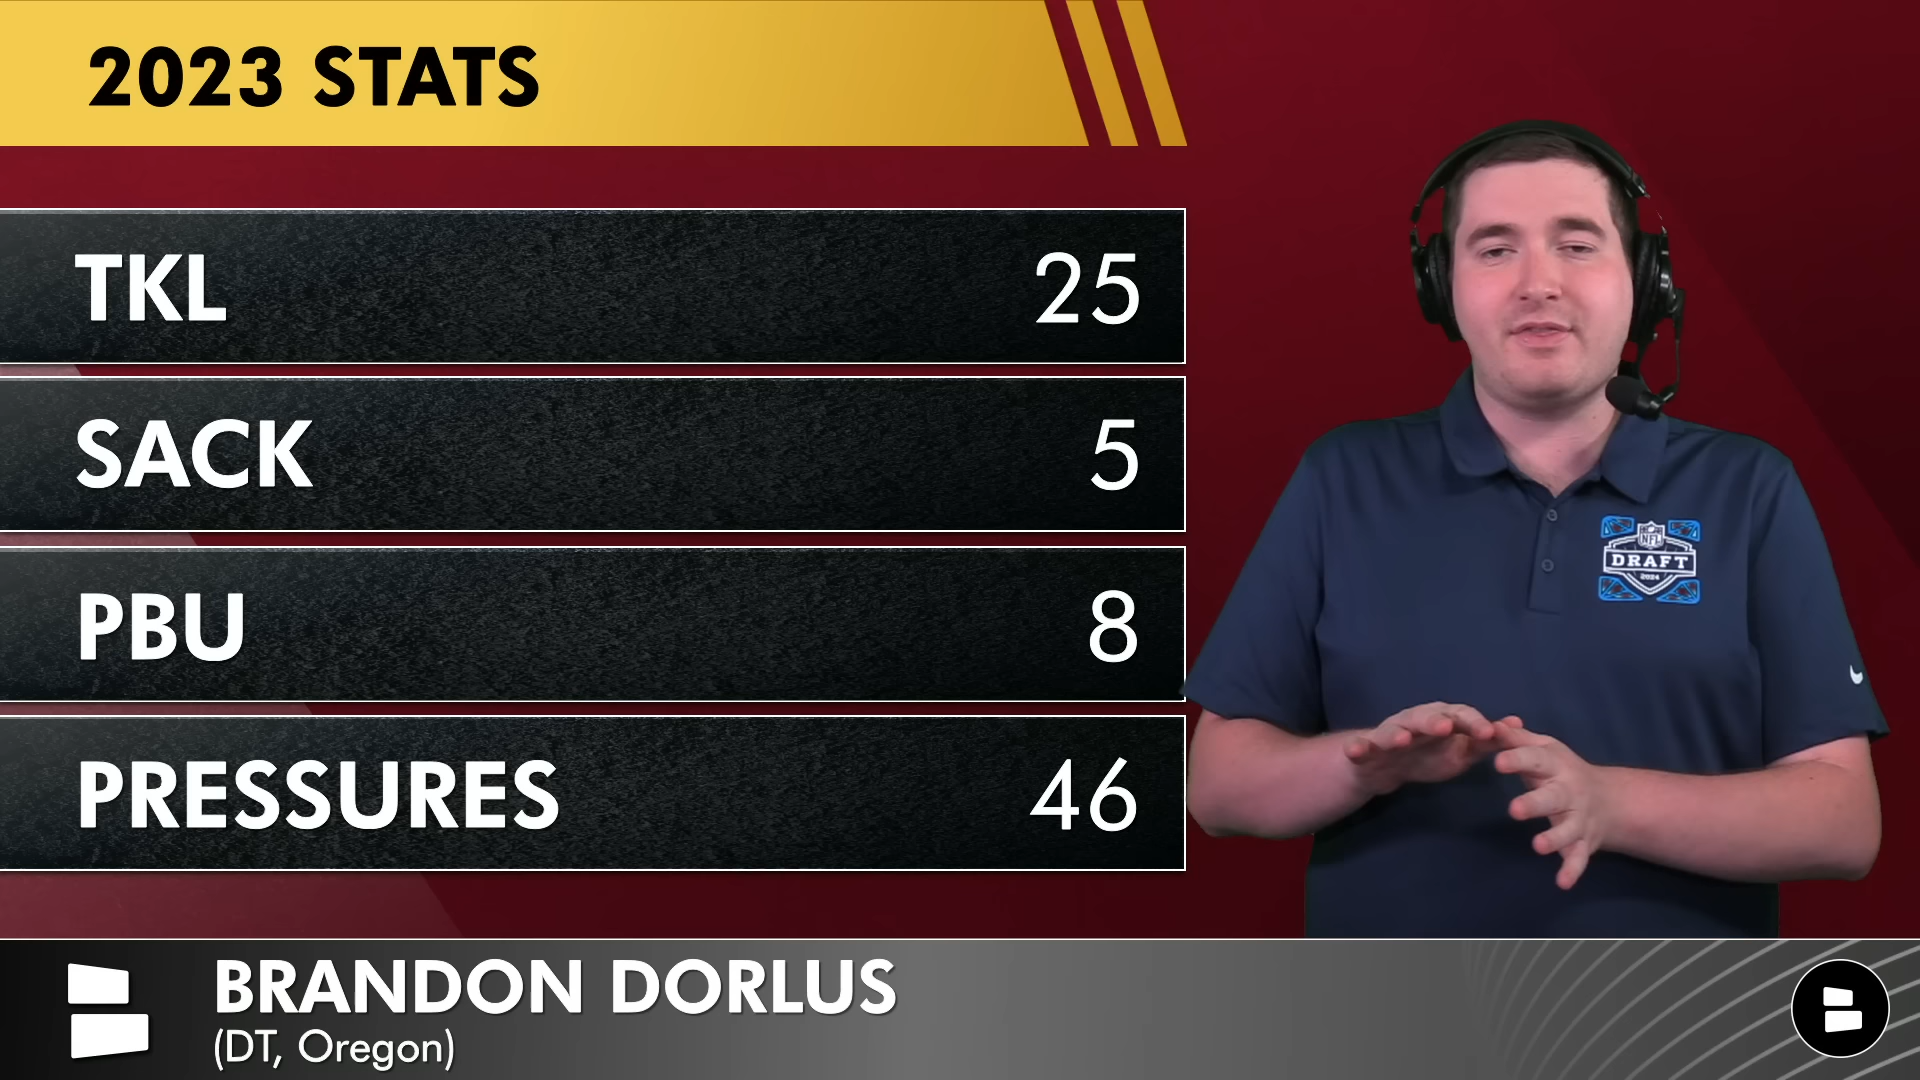 2023 STATS
TKL 25
SACK 5
PBU 8
PRESSURES 46
NFL
DRAFT
2024
BRANDON DORLUS
(DT, Oregon)